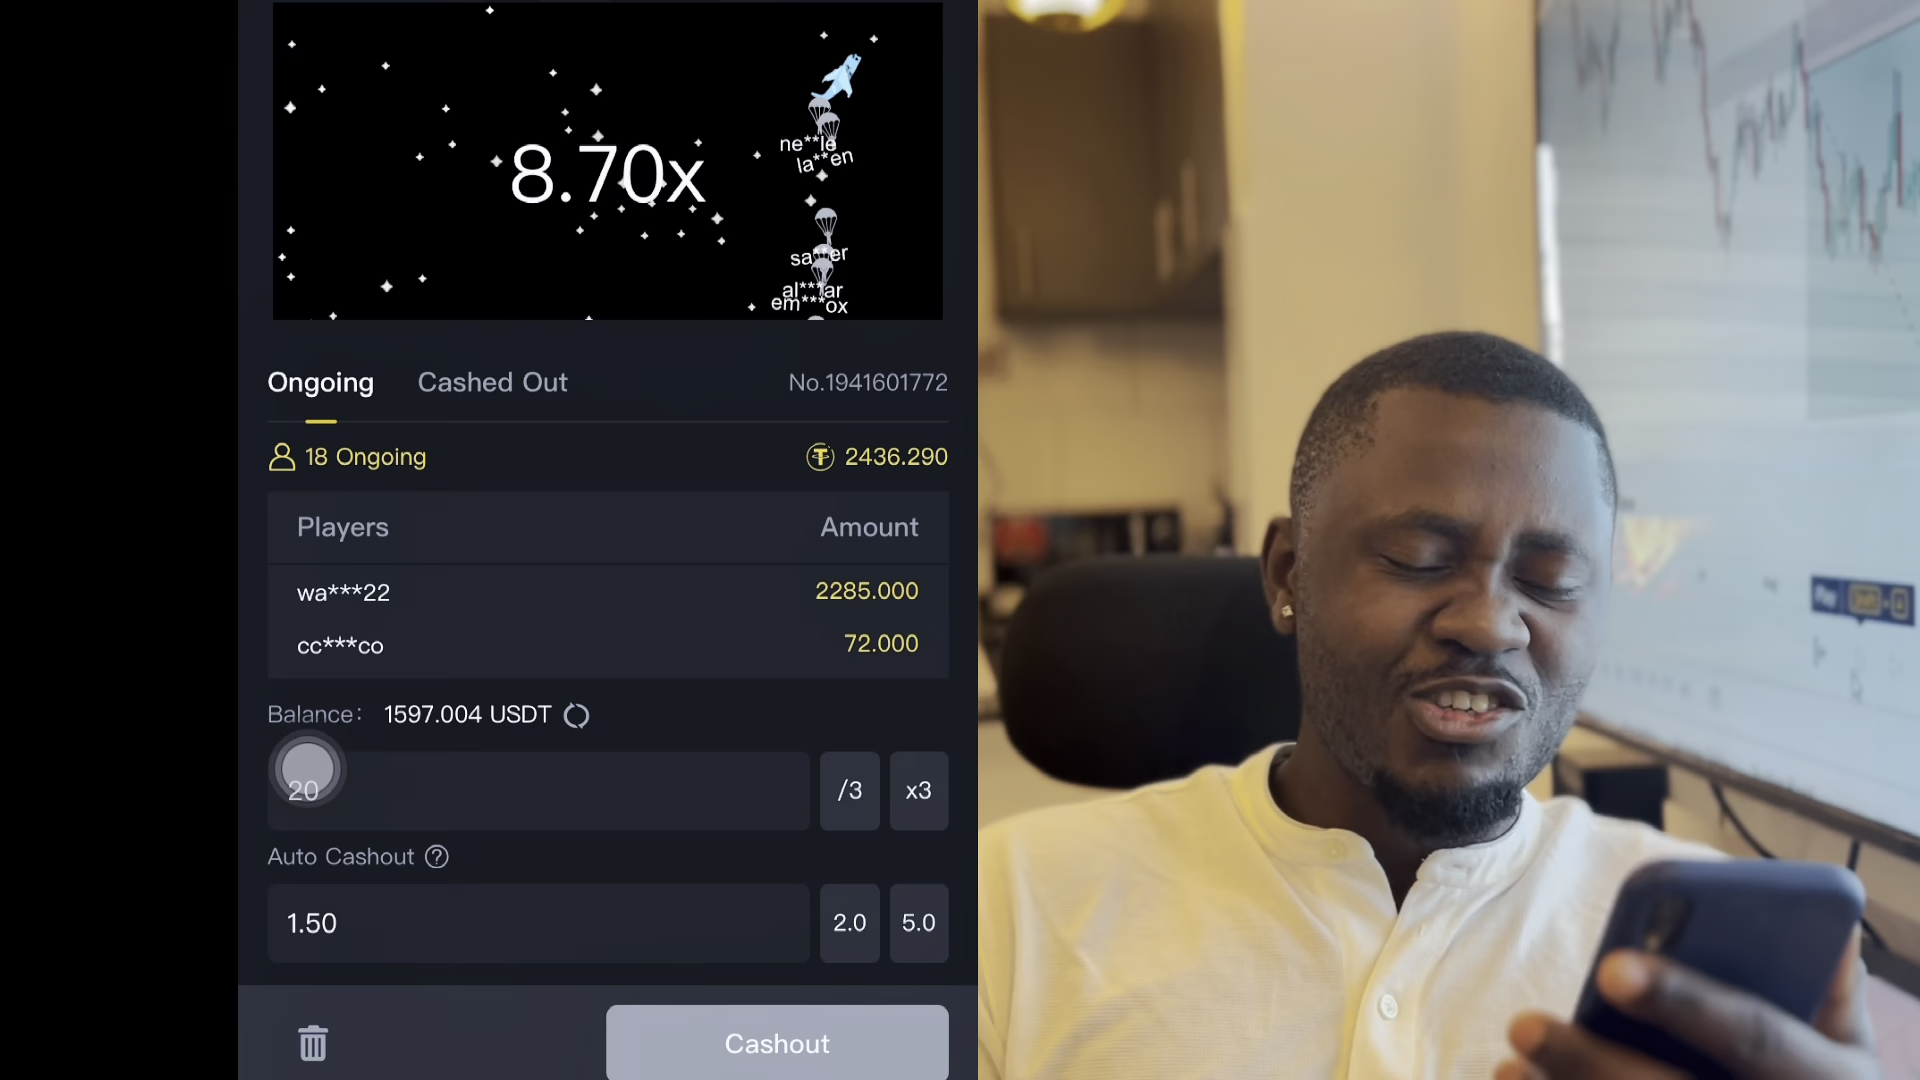 8.70x
ne**le
la**en
sa**er
al***ar
em***ox
Ongoing Cashed Out No.1941601772
18 Ongoing 2436.290
Players Amount
wa***22 2285.000
cc***co 72.000
Balance: 1597.004 USDT
20 /3 x3
Auto Cashout ?
1.50 2.0 5.0
Cashout